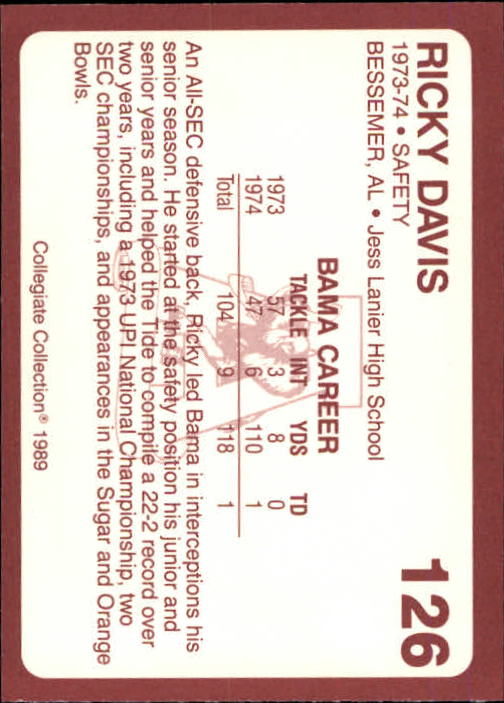 RICKY DAVIS 126
1973-74 • SAFETY
BESSEMER, AL • Jess Lanier High School
BAMA CAREER
TACKLE INT YDS TD
1973 57 3 8 0
1974 47 6 110 1
Total 104 9 118 1
An All-SEC defensive back, Ricky led Bama in interceptions his
senior season. He started at the safety position his junior and
senior years and helped the Tide to compile a 22-2 record over
two years, including a 1973 UPI National Championship, two
SEC championships, and appearances in the Sugar and Orange
Bowls.
Collegiate Collection® 1989